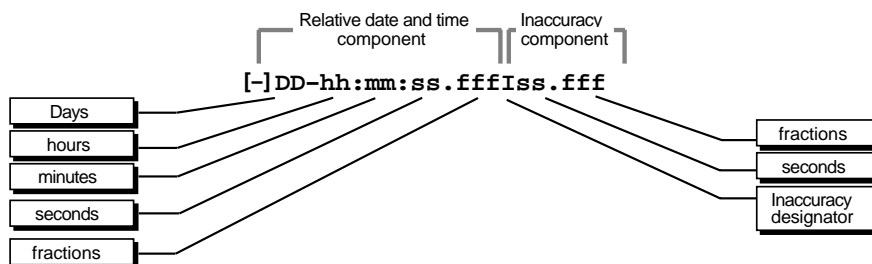 Relative date and time component
Inaccuracy component
[-]DD-hh:mm:ss.fffIss.fff
Days
hours
minutes
seconds
fractions
fractions
seconds
Inaccuracy designator